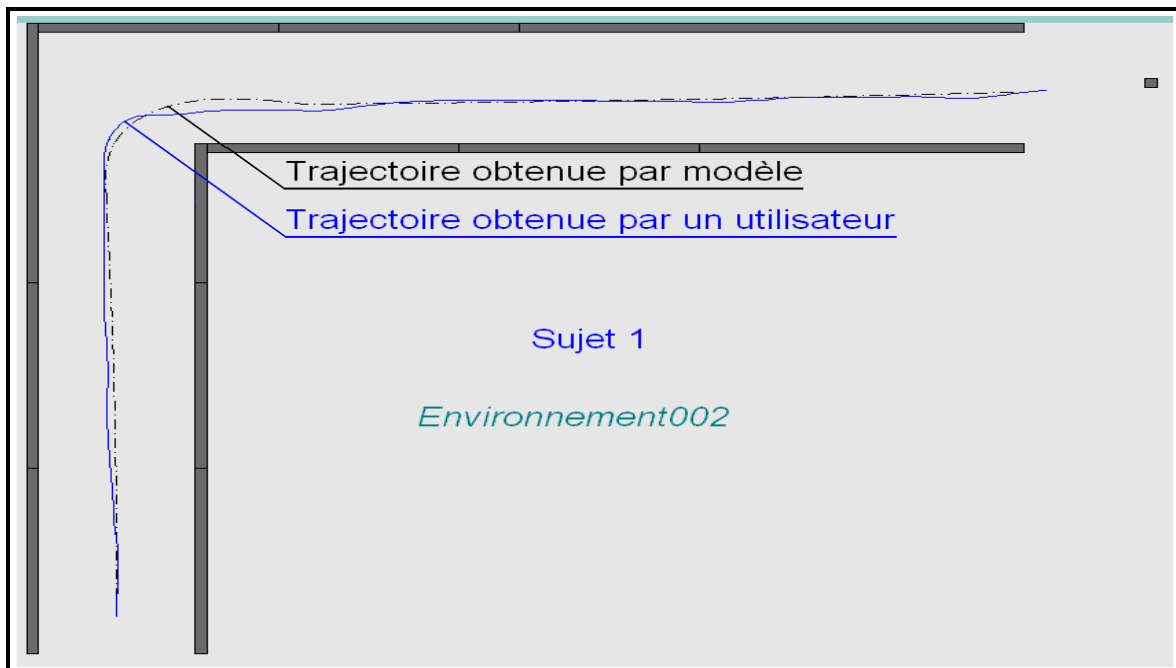 Trajectoire obtenue par modèle
Trajectoire obtenue par un utilisateur
Sujet 1
Environnement002